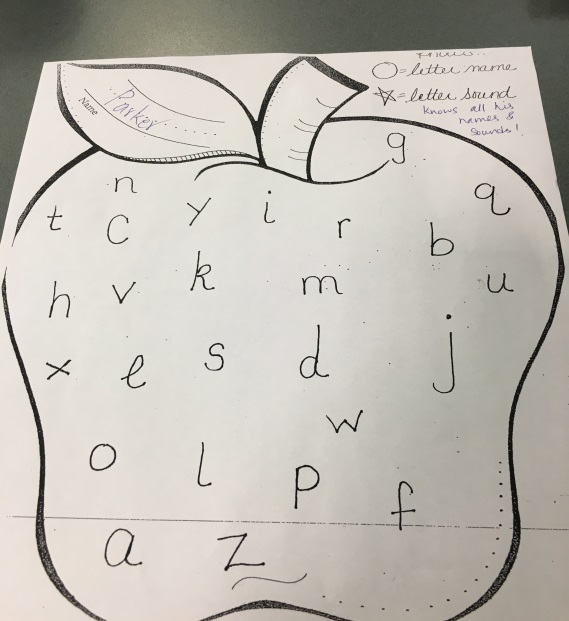 O = letter name
☆ = letter sound
knows all his
names &
sounds!
Name
Parker
g
n
q
t
c
y
i
r
b
h
v
k
m
u
x
e
s
d
j
w
o
l
p
f
a
z